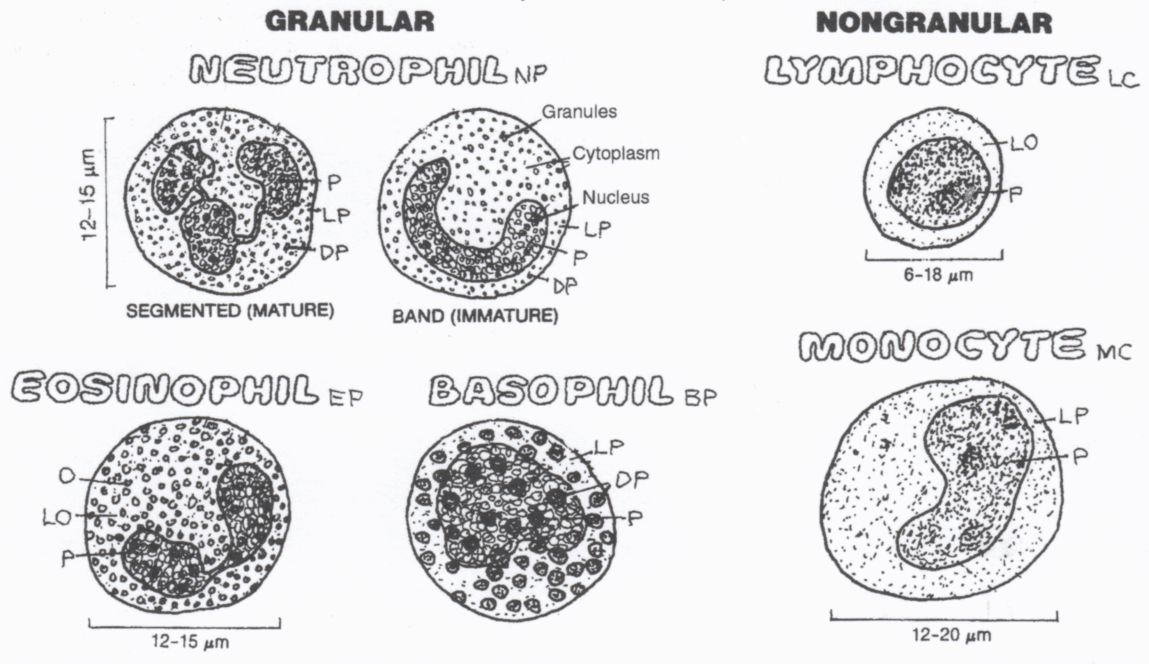 GRANULAR
NEUTROPHIL NP
12–15 µm
P
LP
DP
SEGMENTED (MATURE)
Granules
Cytoplasm
Nucleus
LP
P
DP
BAND (IMMATURE)
EOSINOPHIL EP
O
LO
P
12–15 µm
BASOPHIL BP
LP
DP
P
NONGRANULAR
LYMPHOCYTE LC
LO
P
6–18 µm
MONOCYTE MC
LP
P
12–20 µm